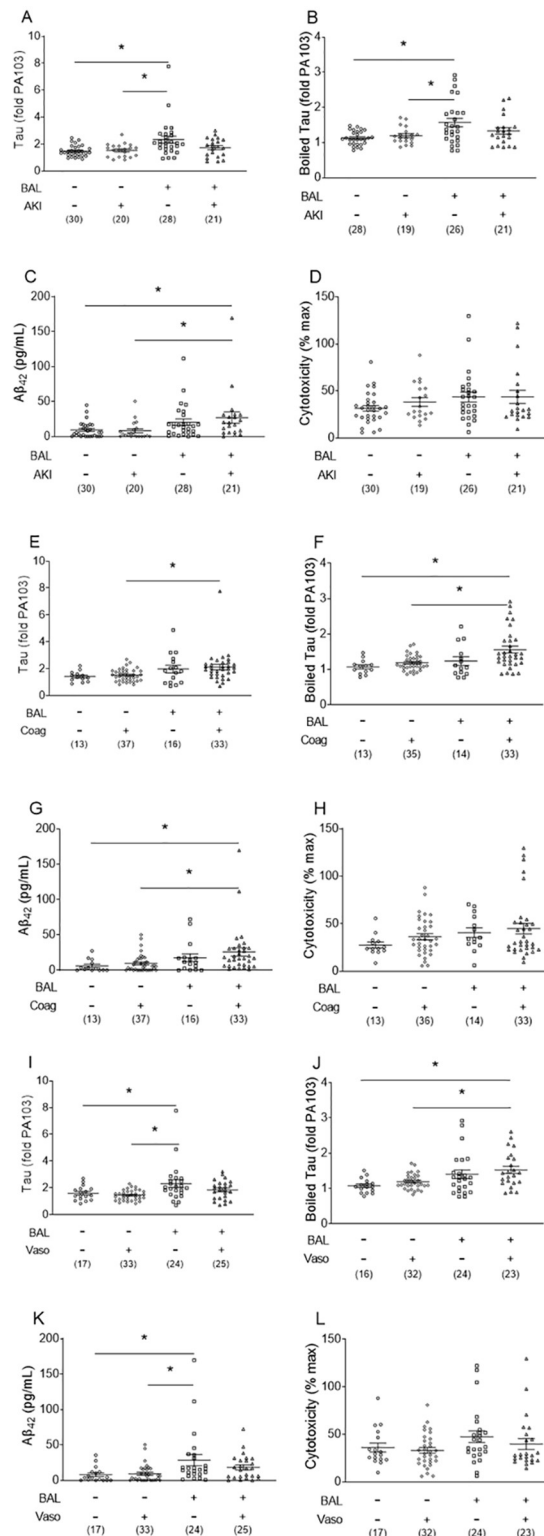 A
Tau (fold PA103)
10
8
6
4
2
0
*
*
BAL - - + +
AKI - + - +
(30) (20) (28) (21)
B
Boiled Tau (fold PA103)
4
3
2
1
0
*
*
BAL - - + +
AKI - + - +
(28) (19) (26) (21)
C
Aβ42 (pg/mL)
200
150
100
50
0
*
*
BAL - - + +
AKI - + - +
(30) (20) (28) (21)
D
Cytotoxicity (% max)
150
100
50
0
BAL - - + +
AKI - + - +
(30) (19) (26) (21)
E
Tau (fold PA103)
10
8
6
4
2
0
*
BAL - - + +
Coag - + - +
(13) (37) (16) (33)
F
Boiled Tau (fold PA103)
4
3
2
1
0
*
*
BAL - - + +
Coag - + - +
(13) (35) (14) (33)
G
Aβ42 (pg/mL)
200
150
100
50
0
*
*
BAL - - + +
Coag - + - +
(13) (37) (16) (33)
H
Cytotoxicity (% max)
150
100
50
0
BAL - - + +
Coag - + - +
(13) (36) (14) (33)
I
Tau (fold PA103)
10
8
6
4
2
0
*
*
BAL - - + +
Vaso - + - +
(17) (33) (24) (25)
J
Boiled Tau (fold PA103)
4
3
2
1
0
*
*
BAL - - + +
Vaso - + - +
(16) (32) (24) (23)
K
Aβ42 (pg/mL)
200
150
100
50
0
*
*
BAL - - + +
Vaso - + - +
(17) (33) (24) (25)
L
Cytotoxicity (% max)
150
100
50
0
BAL - - + +
Vaso - + - +
(17) (32) (24) (23)